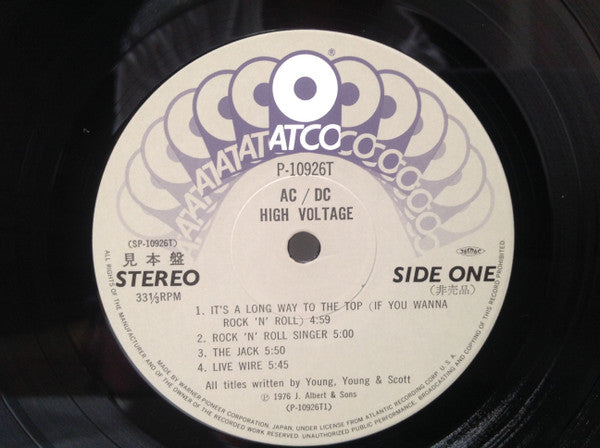 ATCO
®
P-10926T
AC / DC
HIGH VOLTAGE
(SP-10926T)
見本盤
STEREO
33⅓RPM
SIDE ONE
(非売品)
1. IT'S A LONG WAY TO THE TOP (IF YOU WANNA
ROCK 'N' ROLL) 4:59
2. ROCK 'N' ROLL SINGER 5:00
3. THE JACK 5:50
4. LIVE WIRE 5:45
All titles written by Young, Young & Scott
Ⓟ 1976 J. Albert & Sons
(P-10926T1)
MADE BY WARNER-PIONEER CORPORATION, JAPAN, UNDER LICENSE FROM ATLANTIC RECORDING CORP. U.S.A.
ALL RIGHTS OF THE MANUFACTURER AND OF THE OWNER OF THE RECORDED WORK RESERVED. UNAUTHORIZED PUBLIC PERFORMANCE, BROADCASTING AND COPYING OF THIS RECORD PROHIBITED.